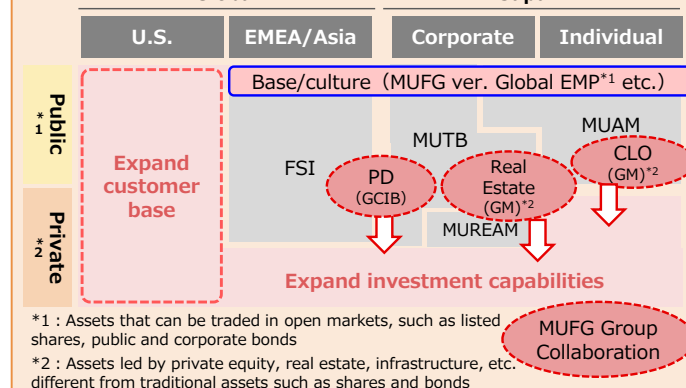 U.S.
EMEA/Asia
Corporate
Individual
Base/culture（MUFG ver. Global EMP*1 etc.）
Public
*1
Private
*2
Expand
customer
base
FSI
PD
(GCIB)
MUTB
Real
Estate
(GM)*2
MUREAM
MUAM
CLO
(GM)*2
Expand investment capabilities
*1 : Assets that can be traded in open markets, such as listed
shares, public and corporate bonds
*2 : Assets led by private equity, real estate, infrastructure, etc.
different from traditional assets such as shares and bonds
MUFG Group
Collaboration